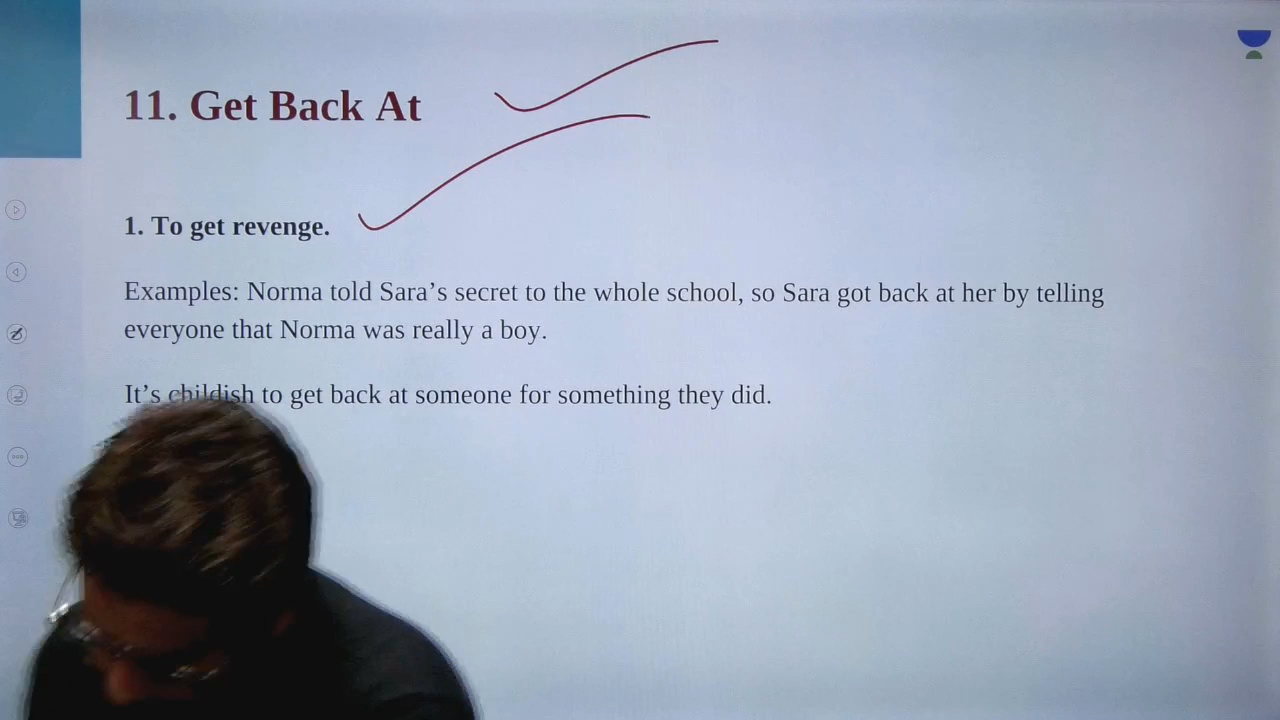 11. Get Back At
1. To get revenge.
Examples: Norma told Sara’s secret to the whole school, so Sara got back at her by telling
everyone that Norma was really a boy.
It’s childish to get back at someone for something they did.